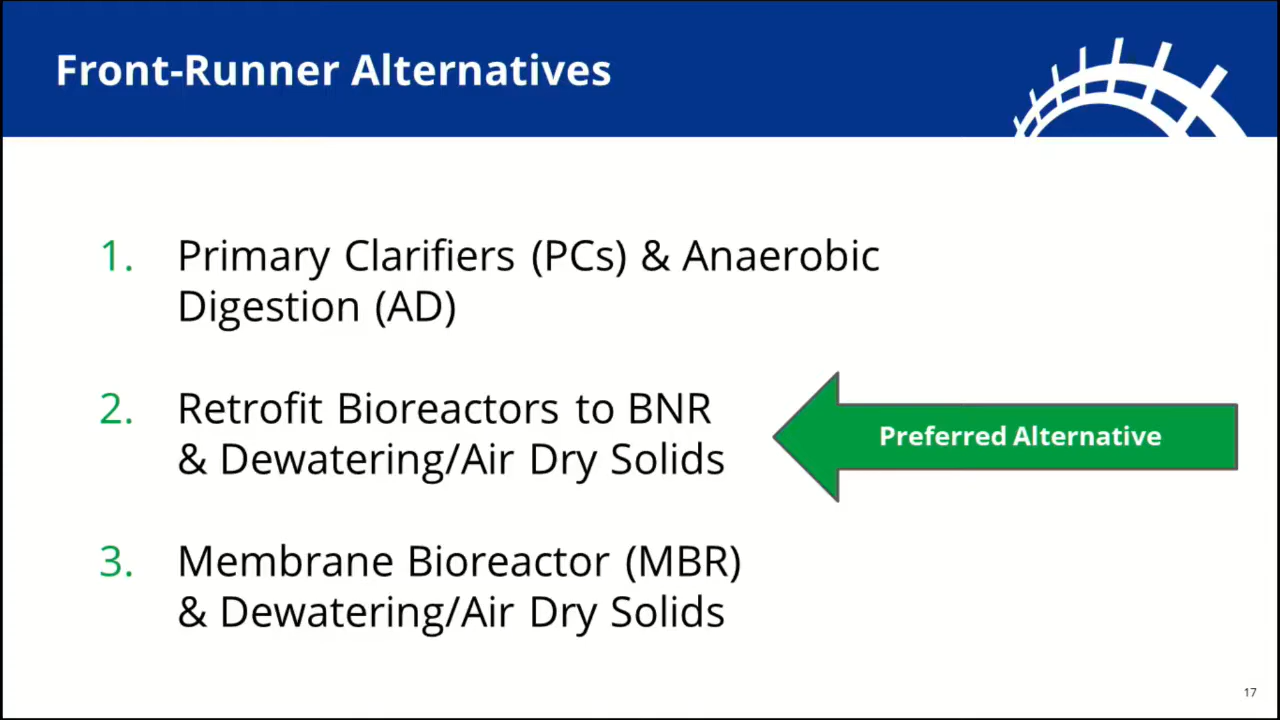 Front-Runner Alternatives
1. Primary Clarifiers (PCs) & Anaerobic
Digestion (AD)
2. Retrofit Bioreactors to BNR
& Dewatering/Air Dry Solids
Preferred Alternative
3. Membrane Bioreactor (MBR)
& Dewatering/Air Dry Solids
17